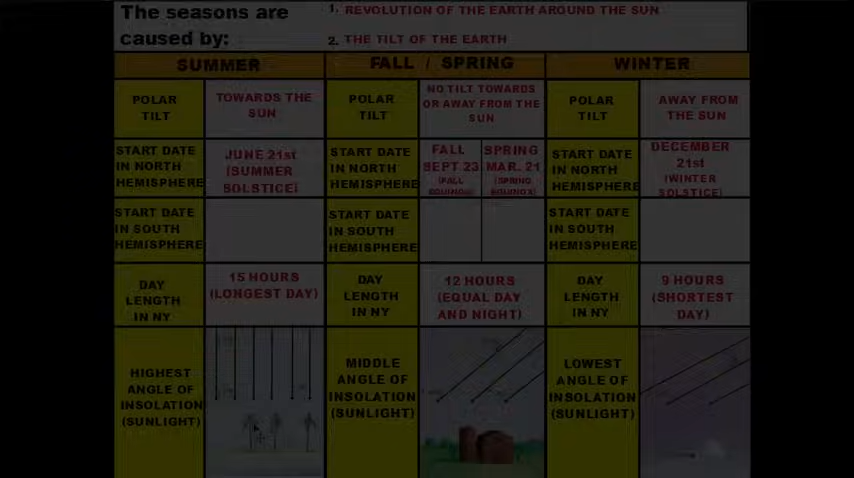 The seasons are
caused by:
1. REVOLUTION OF THE EARTH AROUND THE SUN
2. THE TILT OF THE EARTH
SUMMER
FALL / SPRING
WINTER
POLAR
TILT
TOWARDS THE
SUN
POLAR
TILT
NO TILT TOWARDS
OR AWAY FROM THE
SUN
POLAR
TILT
AWAY FROM
THE SUN
START DATE
IN NORTH
HEMISPHERE
JUNE 21st
(SUMMER
SOLSTICE)
START DATE
IN NORTH
HEMISPHERE
FALL
SEPT 23
(FALL
EQUINOX)
SPRING
MAR. 21
(SPRING
EQUINOX)
START DATE
IN NORTH
HEMISPHERE
DECEMBER
21st
(WINTER
SOLSTICE)
START DATE
IN SOUTH
HEMISPHERE
START DATE
IN SOUTH
HEMISPHERE
START DATE
IN SOUTH
HEMISPHERE
DAY
LENGTH
IN NY
15 HOURS
(LONGEST DAY)
DAY
LENGTH
IN NY
12 HOURS
(EQUAL DAY
AND NIGHT)
DAY
LENGTH
IN NY
9 HOURS
(SHORTEST
DAY)
HIGHEST
ANGLE OF
INSOLATION
(SUNLIGHT)
MIDDLE
ANGLE OF
INSOLATION
(SUNLIGHT)
LOWEST
ANGLE OF
INSOLATION
(SUNLIGHT)